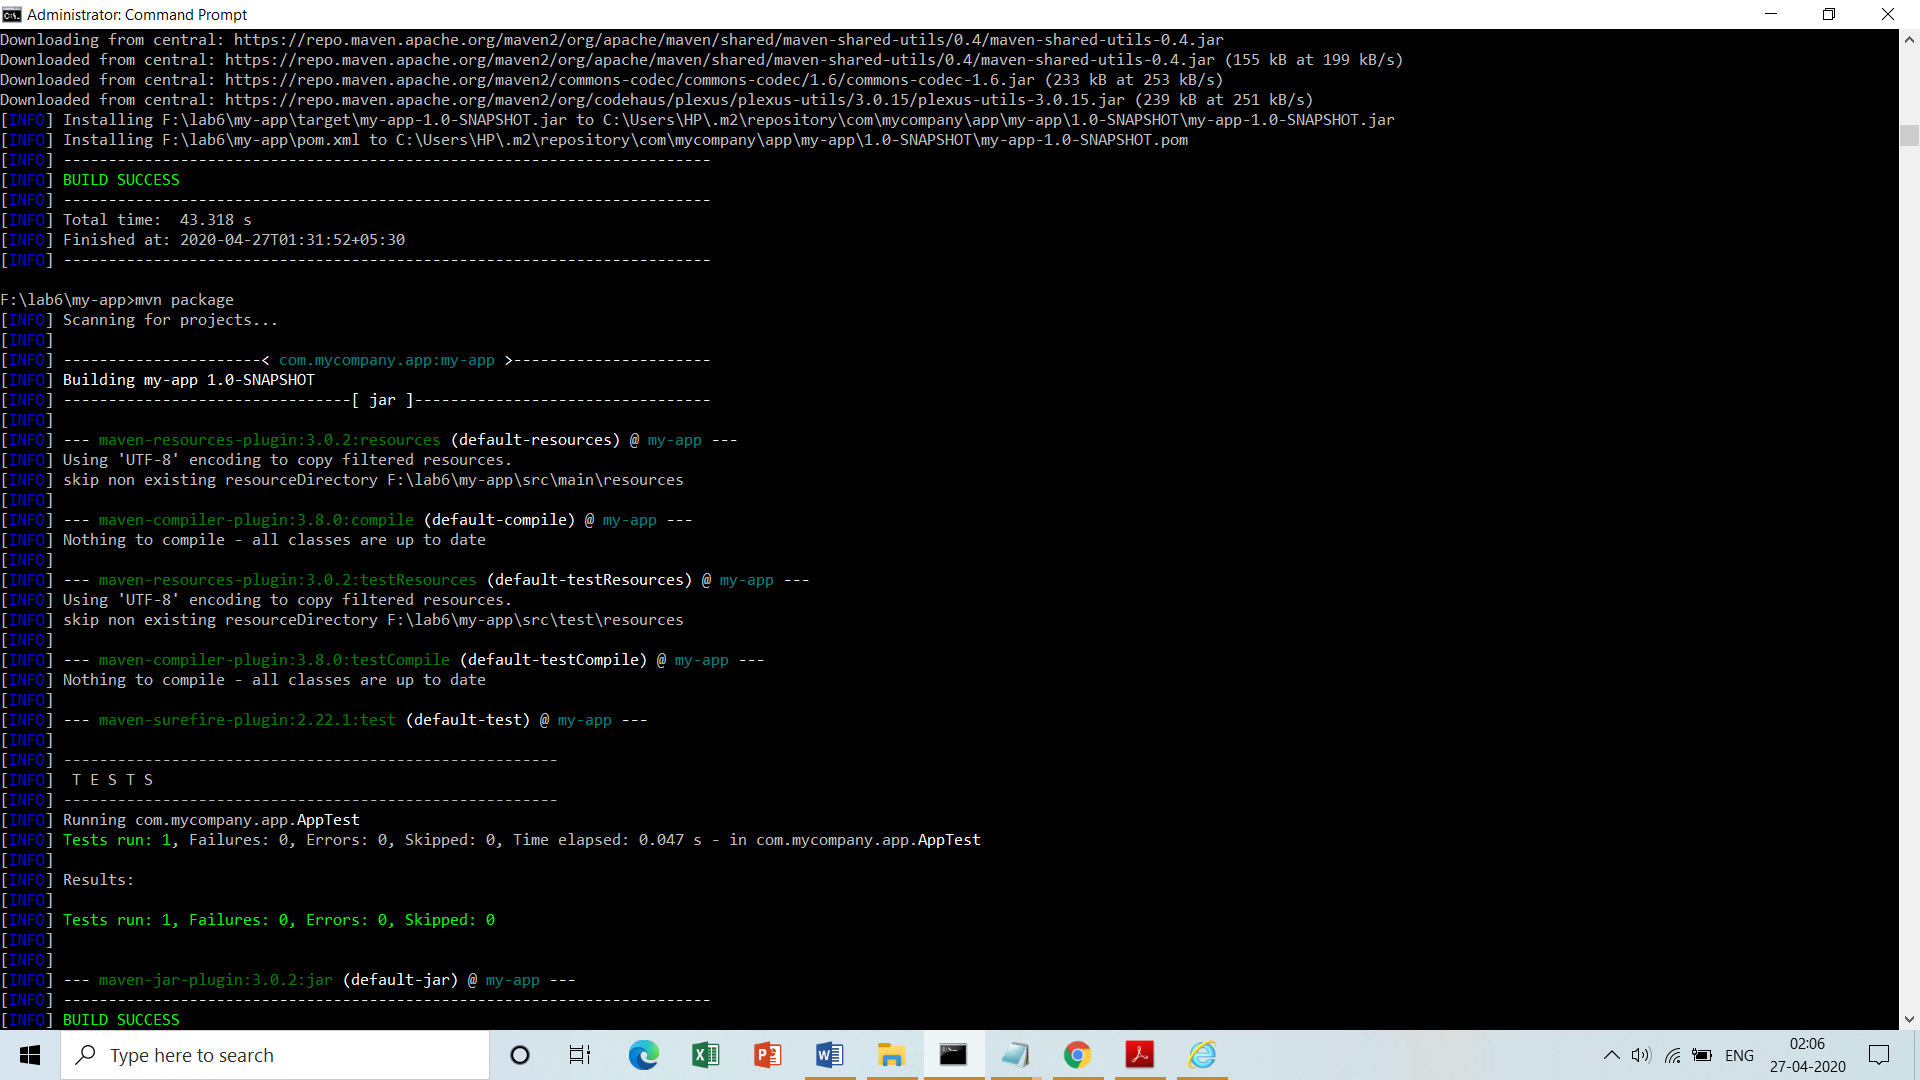 Administrator: Command Prompt
Downloading from central: https://repo.maven.apache.org/maven2/org/apache/maven/shared/maven-shared-utils/0.4/maven-shared-utils-0.4.jar
Downloaded from central: https://repo.maven.apache.org/maven2/org/apache/maven/shared/maven-shared-utils/0.4/maven-shared-utils-0.4.jar (155 kB at 199 kB/s)
Downloaded from central: https://repo.maven.apache.org/maven2/commons-codec/commons-codec/1.6/commons-codec-1.6.jar (233 kB at 253 kB/s)
Downloaded from central: https://repo.maven.apache.org/maven2/org/codehaus/plexus/plexus-utils/3.0.15/plexus-utils-3.0.15.jar (239 kB at 251 kB/s)
[INFO] Installing F:\lab6\my-app\target\my-app-1.0-SNAPSHOT.jar to C:\Users\HP\.m2\repository\com\mycompany\app\my-app\1.0-SNAPSHOT\my-app-1.0-SNAPSHOT.jar
[INFO] Installing F:\lab6\my-app\pom.xml to C:\Users\HP\.m2\repository\com\mycompany\app\my-app\1.0-SNAPSHOT\my-app-1.0-SNAPSHOT.pom
[INFO] ------------------------------------------------------------------------
[INFO] BUILD SUCCESS
[INFO] ------------------------------------------------------------------------
[INFO] Total time:  43.318 s
[INFO] Finished at: 2020-04-27T01:31:52+05:30
[INFO] ------------------------------------------------------------------------
F:\lab6\my-app>mvn package
[INFO] Scanning for projects...
[INFO]
[INFO] ----------------------< com.mycompany.app:my-app >----------------------
[INFO] Building my-app 1.0-SNAPSHOT
[INFO] --------------------------------[ jar ]---------------------------------
[INFO]
[INFO] --- maven-resources-plugin:3.0.2:resources (default-resources) @ my-app ---
[INFO] Using 'UTF-8' encoding to copy filtered resources.
[INFO] skip non existing resourceDirectory F:\lab6\my-app\src\main\resources
[INFO]
[INFO] --- maven-compiler-plugin:3.8.0:compile (default-compile) @ my-app ---
[INFO] Nothing to compile - all classes are up to date
[INFO]
[INFO] --- maven-resources-plugin:3.0.2:testResources (default-testResources) @ my-app ---
[INFO] Using 'UTF-8' encoding to copy filtered resources.
[INFO] skip non existing resourceDirectory F:\lab6\my-app\src\test\resources
[INFO]
[INFO] --- maven-compiler-plugin:3.8.0:testCompile (default-testCompile) @ my-app ---
[INFO] Nothing to compile - all classes are up to date
[INFO]
[INFO] --- maven-surefire-plugin:2.22.1:test (default-test) @ my-app ---
[INFO]
[INFO] -------------------------------------------------------
[INFO]  T E S T S
[INFO] -------------------------------------------------------
[INFO] Running com.mycompany.app.AppTest
[INFO] Tests run: 1, Failures: 0, Errors: 0, Skipped: 0, Time elapsed: 0.047 s - in com.mycompany.app.AppTest
[INFO]
[INFO] Results:
[INFO]
[INFO] Tests run: 1, Failures: 0, Errors: 0, Skipped: 0
[INFO]
[INFO]
[INFO] --- maven-jar-plugin:3.0.2:jar (default-jar) @ my-app ---
[INFO] ------------------------------------------------------------------------
[INFO] BUILD SUCCESS
Type here to search
ENG
02:06
27-04-2020